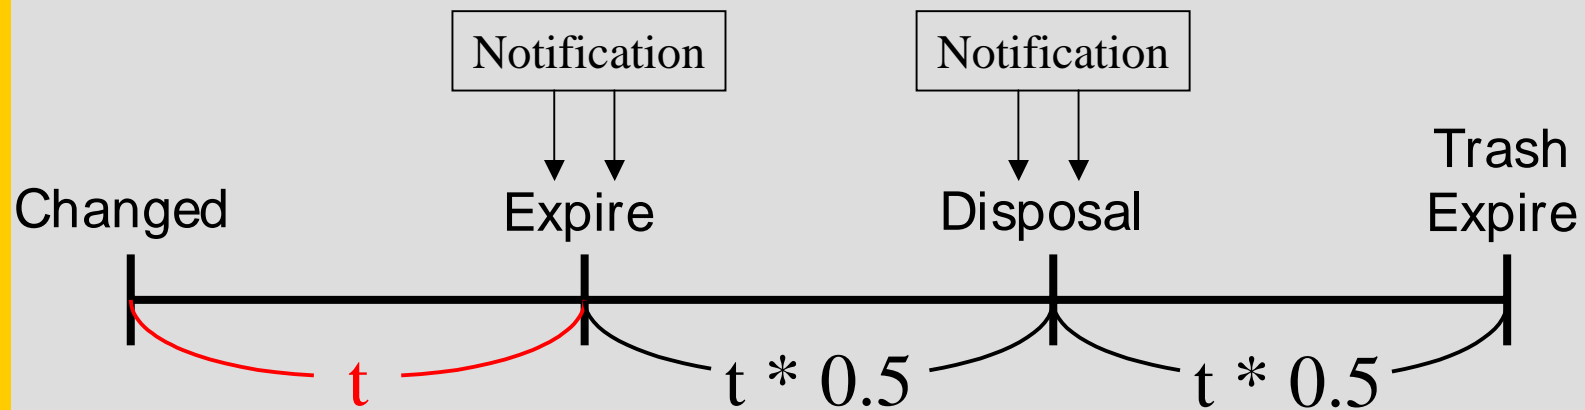 Notification Notification
Changed Expire Disposal Trash Expire
t t * 0.5 t * 0.5